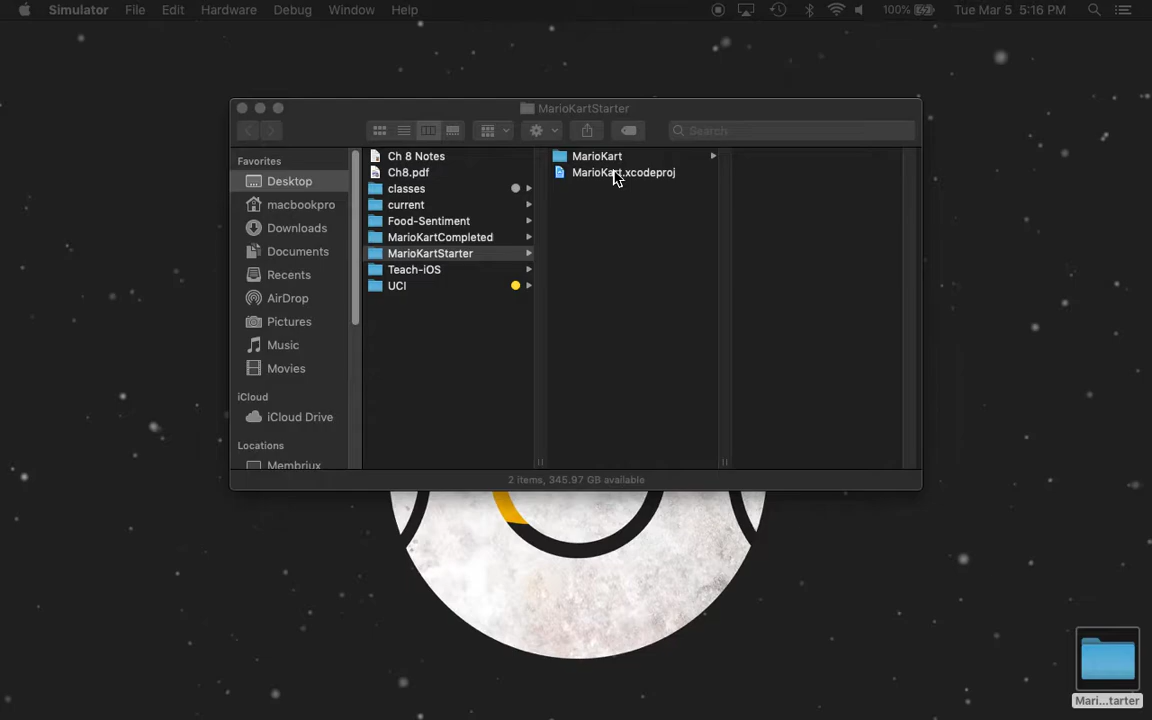 Simulator File Edit Hardware Debug Window Help 100% Tue Mar 5 5:16 PM
MarioKartStarter
Search
Favorites
Desktop
macbookpro
Downloads
Documents
Recents
AirDrop
Pictures
Music
Movies
iCloud
iCloud Drive
Locations
Membriux
Ch 8 Notes
Ch8.pdf
classes
current
Food-Sentiment
MarioKartCompleted
MarioKartStarter
Teach-iOS
UCI
MarioKart
MarioKart.xcodeproj
2 items, 345.97 GB available
Mari...tarter